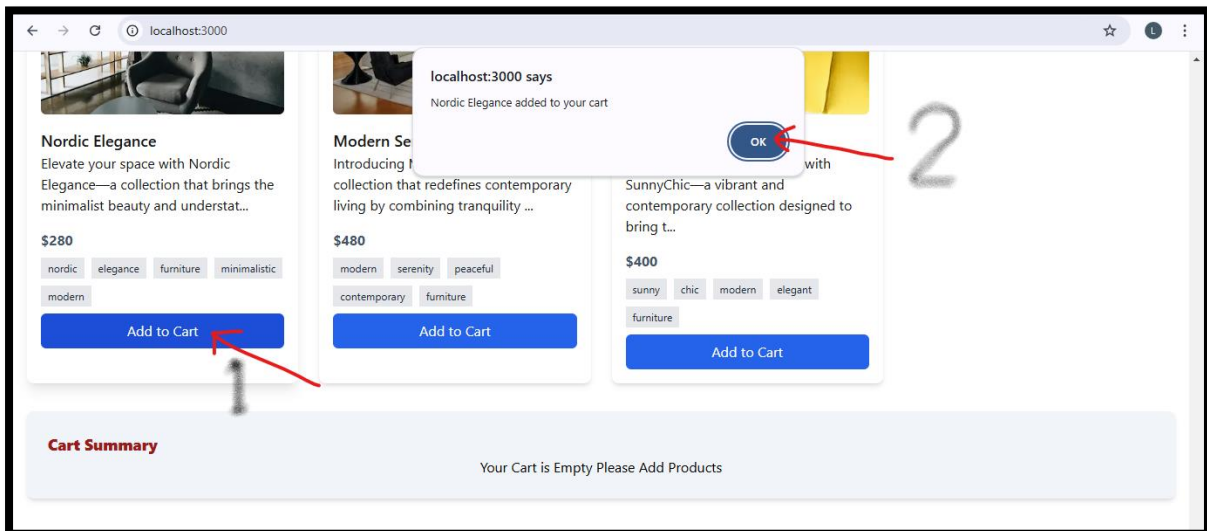 localhost:3000
L
localhost:3000 says
Nordic Elegance added to your cart
OK
2
Nordic Elegance
Elevate your space with Nordic
Elegance—a collection that brings the
minimalist beauty and understat...
$280
nordic elegance furniture minimalistic
modern
Add to Cart
1
Modern Se
Introducing
collection that redefines contemporary
living by combining tranquility ...
$480
modern serenity peaceful
contemporary furniture
Add to Cart
with
SunnyChic—a vibrant and
contemporary collection designed to
bring t...
$400
sunny chic modern elegant
furniture
Add to Cart
Cart Summary
Your Cart is Empty Please Add Products